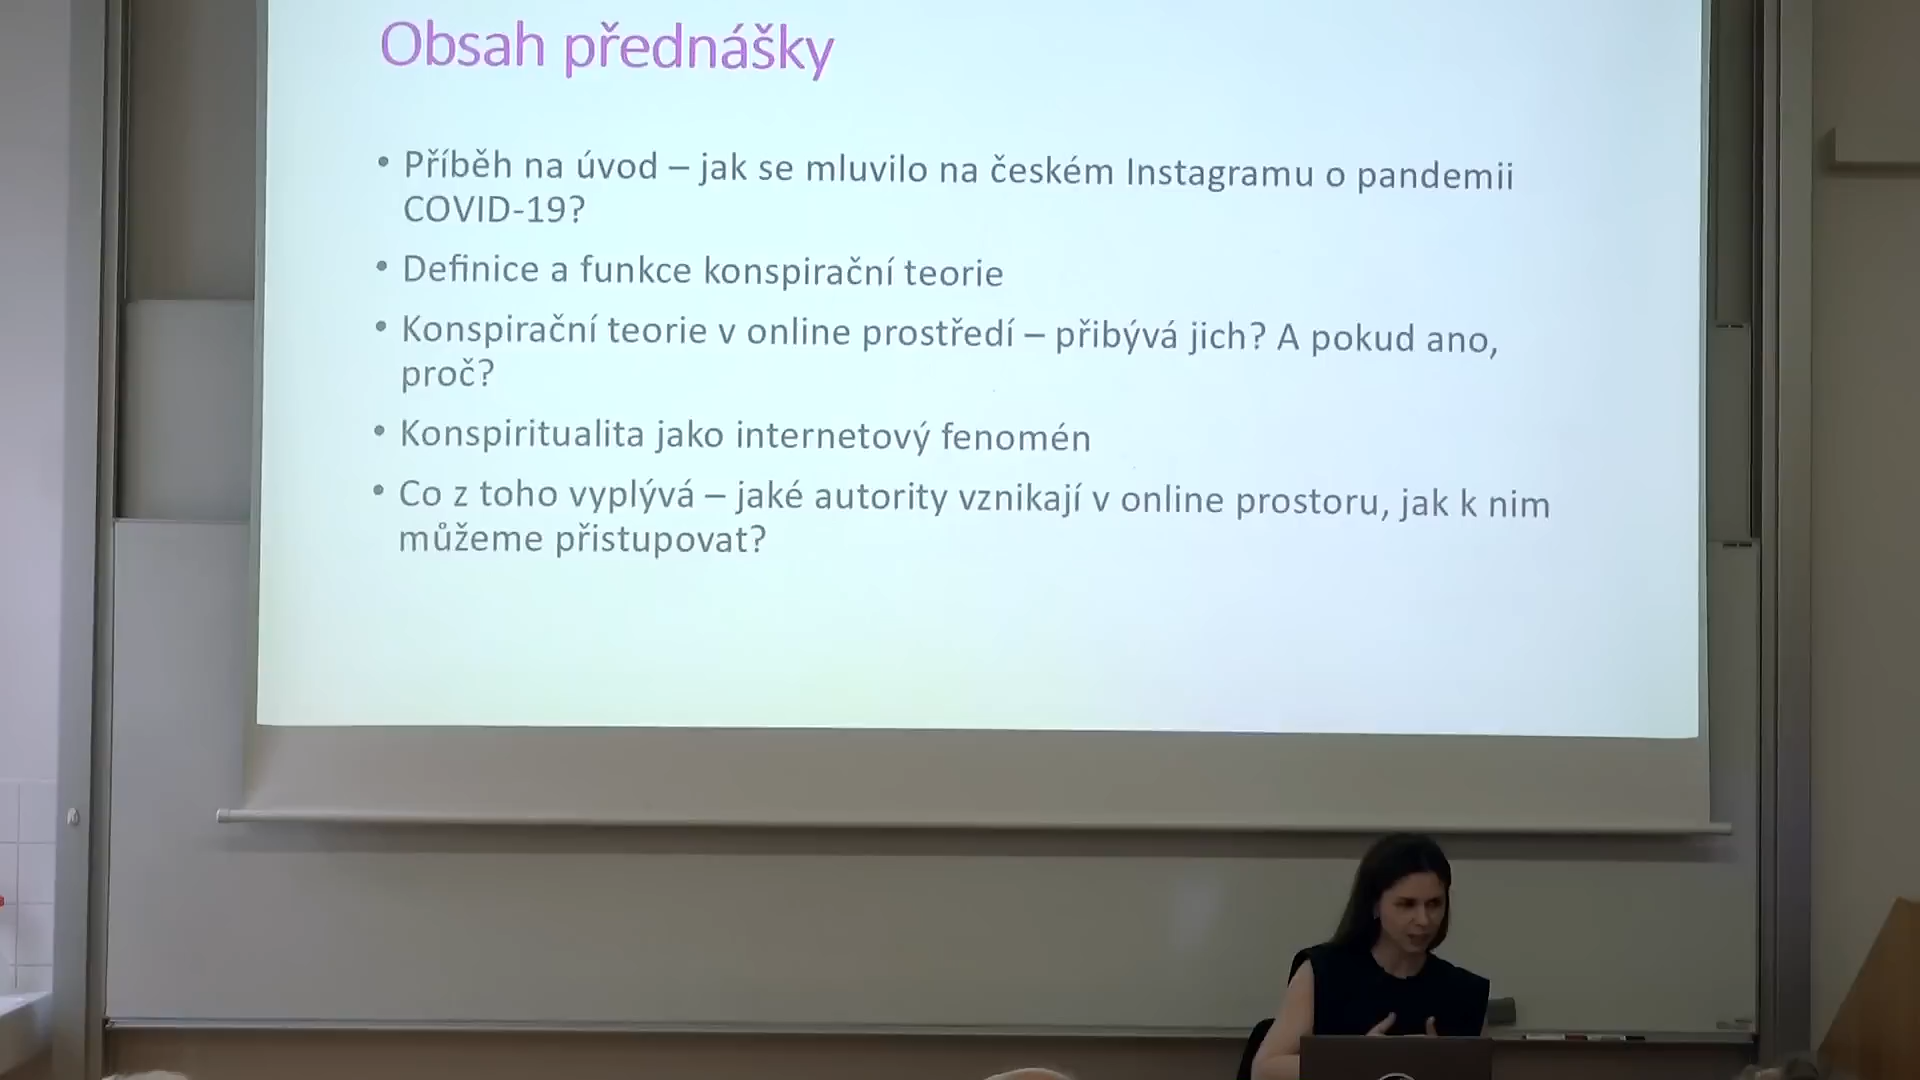 Obsah přednášky
• Příběh na úvod – jak se mluvilo na českém Instagramu o pandemii
COVID-19?
• Definice a funkce konspirační teorie
• Konspirační teorie v online prostředí – přibývá jich? A pokud ano,
proč?
• Konspiritualita jako internetový fenomén
• Co z toho vyplývá – jaké autority vznikají v online prostoru, jak k nim
můžeme přistupovat?